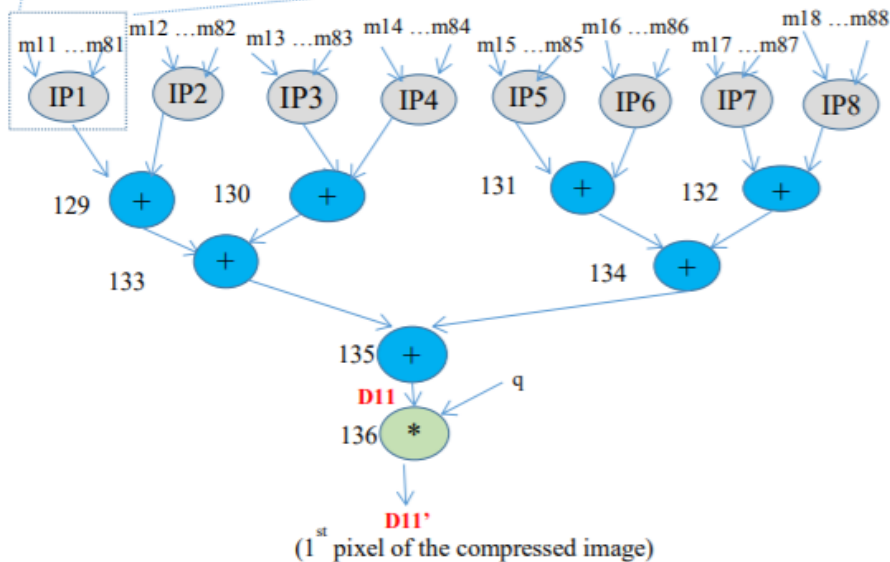 m11 …m81 m12 …m82 m13 …m83 m14 …m84 m15 …m85 m16 …m86 m17 …m87 m18 …m88
IP1 IP2 IP3 IP4 IP5 IP6 IP7 IP8
129 + 130 + 131 + 132 +
133 + 134 +
135 +
D11 q
136 *
D11’
(1st pixel of the compressed image)